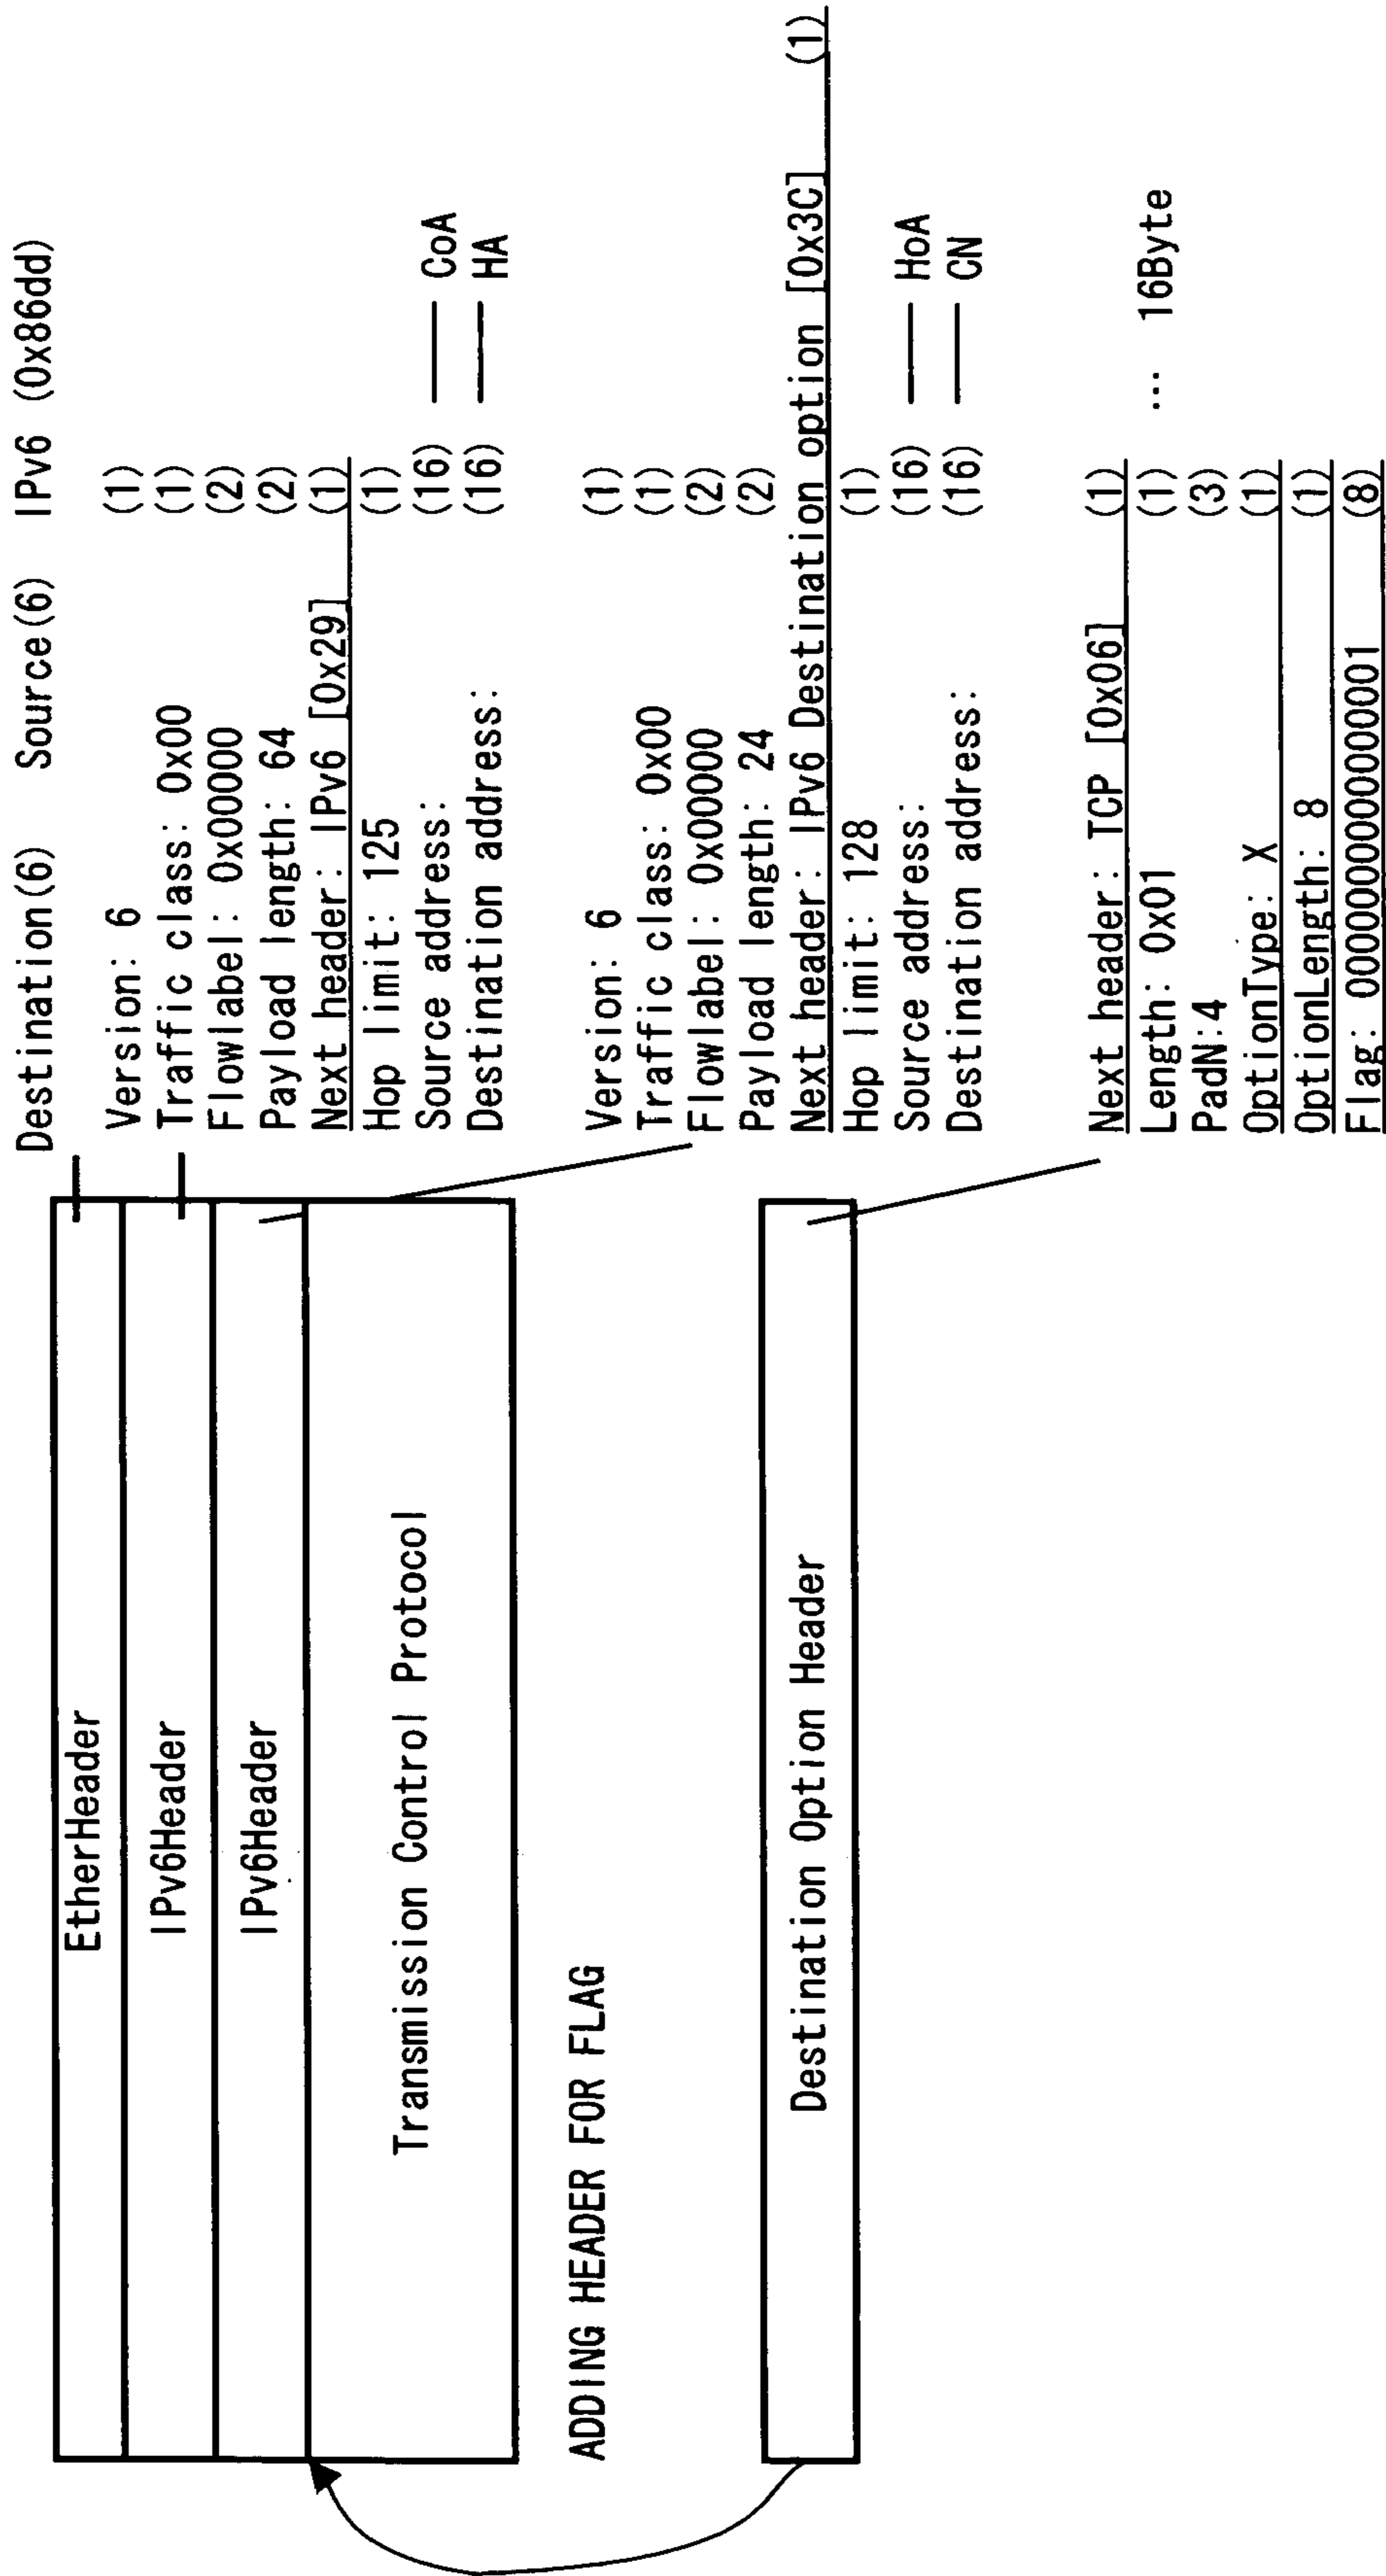 EtherHeader
IPv6Header
IPv6Header
Transmission Control Protocol
ADDING HEADER FOR FLAG
Destination Option Header
Destination(6) Source(6) IPv6 (0x86dd)
Version: 6 (1)
Traffic class: 0x00 (1)
Flowlabel: 0x00000 (2)
Payload length: 64 (2)
Next header: IPv6 [0x29] (1)
Hop limit: 125 (1)
Source address: (16) — CoA
Destination address: (16) — HA
Version: 6 (1)
Traffic class: 0x00 (1)
Flowlabel: 0x00000 (2)
Payload length: 24 (2)
Next header: IPv6 Destination option [0x3C] (1)
Hop limit: 128 (1)
Source address: (16) — HoA
Destination address: (16) — CN
Next header: TCP [0x06] (1)
Length: 0x01 (1) ... 16Byte
PadN:4 (3)
OptionType: X (1)
OptionLength: 8 (1)
Flag: 0000000000000001 (8)